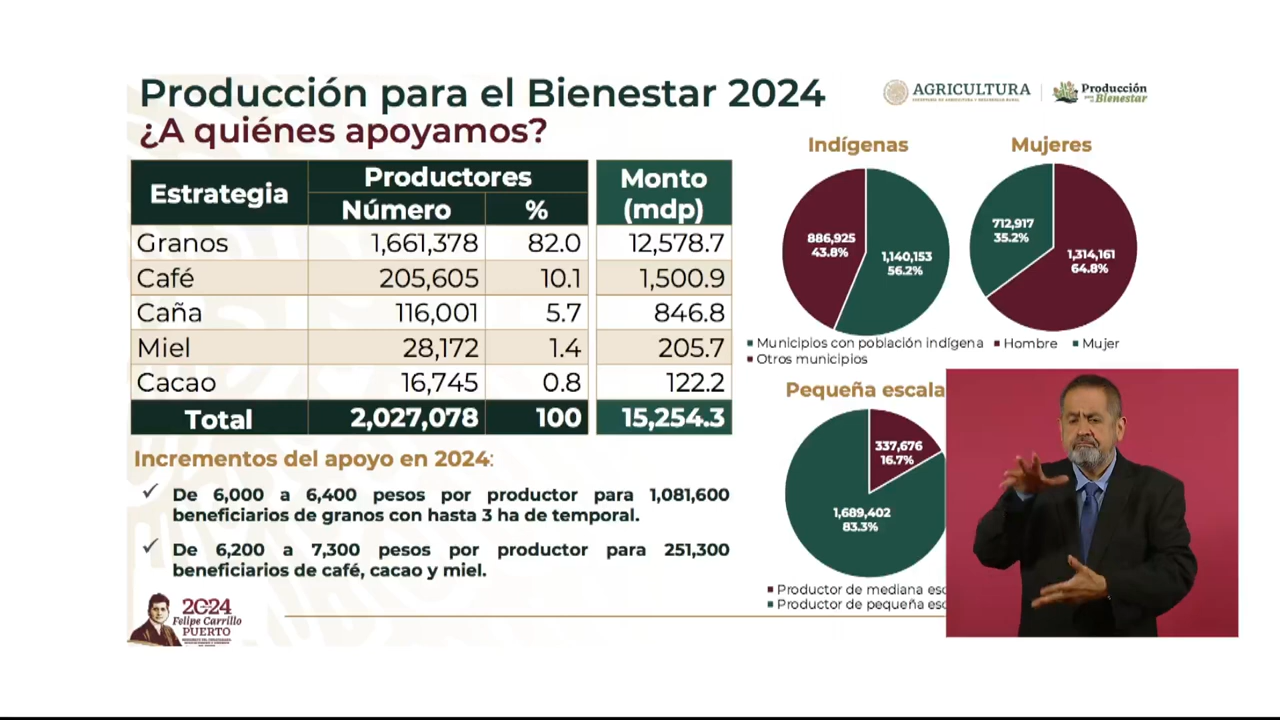 Producción para el Bienestar 2024
¿A quiénes apoyamos?
AGRICULTURA
Producción
Bienestar
Estrategia
Productores
Monto
(mdp)
Número
%
Granos 1,661,378 82.0 12,578.7
Café 205,605 10.1 1,500.9
Caña 116,001 5.7 846.8
Miel 28,172 1.4 205.7
Cacao 16,745 0.8 122.2
Total 2,027,078 100 15,254.3
Incrementos del apoyo en 2024:
✓ De 6,000 a 6,400 pesos por productor para 1,081,600
beneficiarios de granos con hasta 3 ha de temporal.
✓ De 6,200 a 7,300 pesos por productor para 251,300
beneficiarios de café, cacao y miel.
Indígenas
886,925
43.8%
1,140,153
56.2%
Municipios con población indígena
Otros municipios
Mujeres
712,917
35.2%
1,314,161
64.8%
Hombre Mujer
Pequeña escala
337,676
16.7%
1,689,402
83.3%
Productor de mediana esc
Productor de pequeña esc
2024
Felipe Carrillo
PUERTO